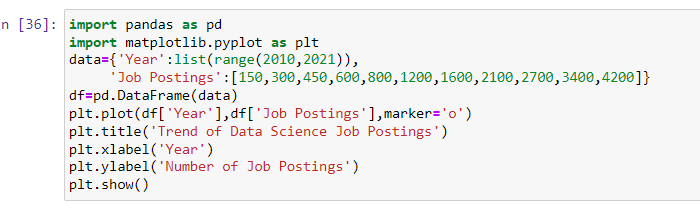 n [36]: import pandas as pd
import matplotlib.pyplot as plt
data={'Year':list(range(2010,2021)),
'Job Postings':[150,300,450,600,800,1200,1600,2100,2700,3400,4200]}
df=pd.DataFrame(data)
plt.plot(df['Year'],df['Job Postings'],marker='o')
plt.title('Trend of Data Science Job Postings')
plt.xlabel('Year')
plt.ylabel('Number of Job Postings')
plt.show()